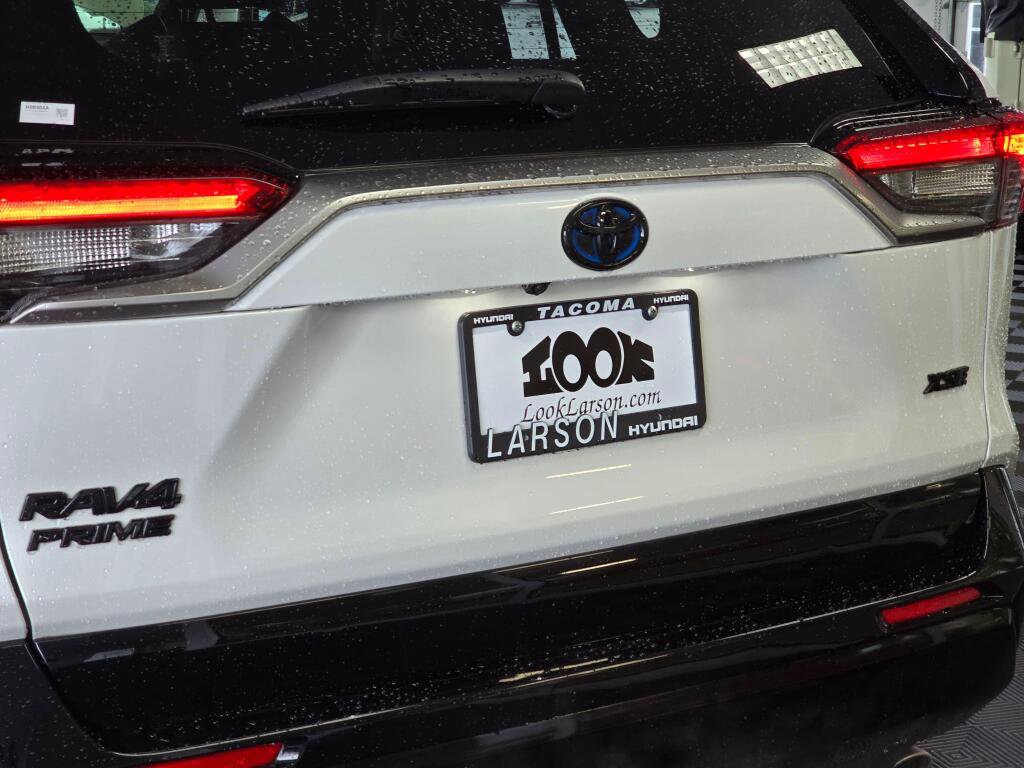 HYUNDAI TACOMA HYUNDAI
LOOK
LookLarson.com
LARSON HYUNDAI
XSE
RAV4
PRIME